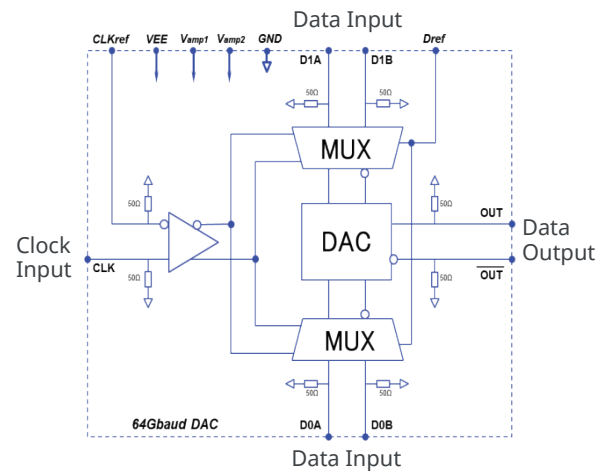 Data Input
CLKref VEE Vamp1 Vamp2 GND Dref
D1A D1B
50Ω 50Ω
MUX
50Ω 50Ω
OUT
DAC
Data
Output
Clock
Input
CLK
50Ω 50Ω
OUT
MUX
50Ω 50Ω
64Gbaud DAC D0A D0B
Data Input